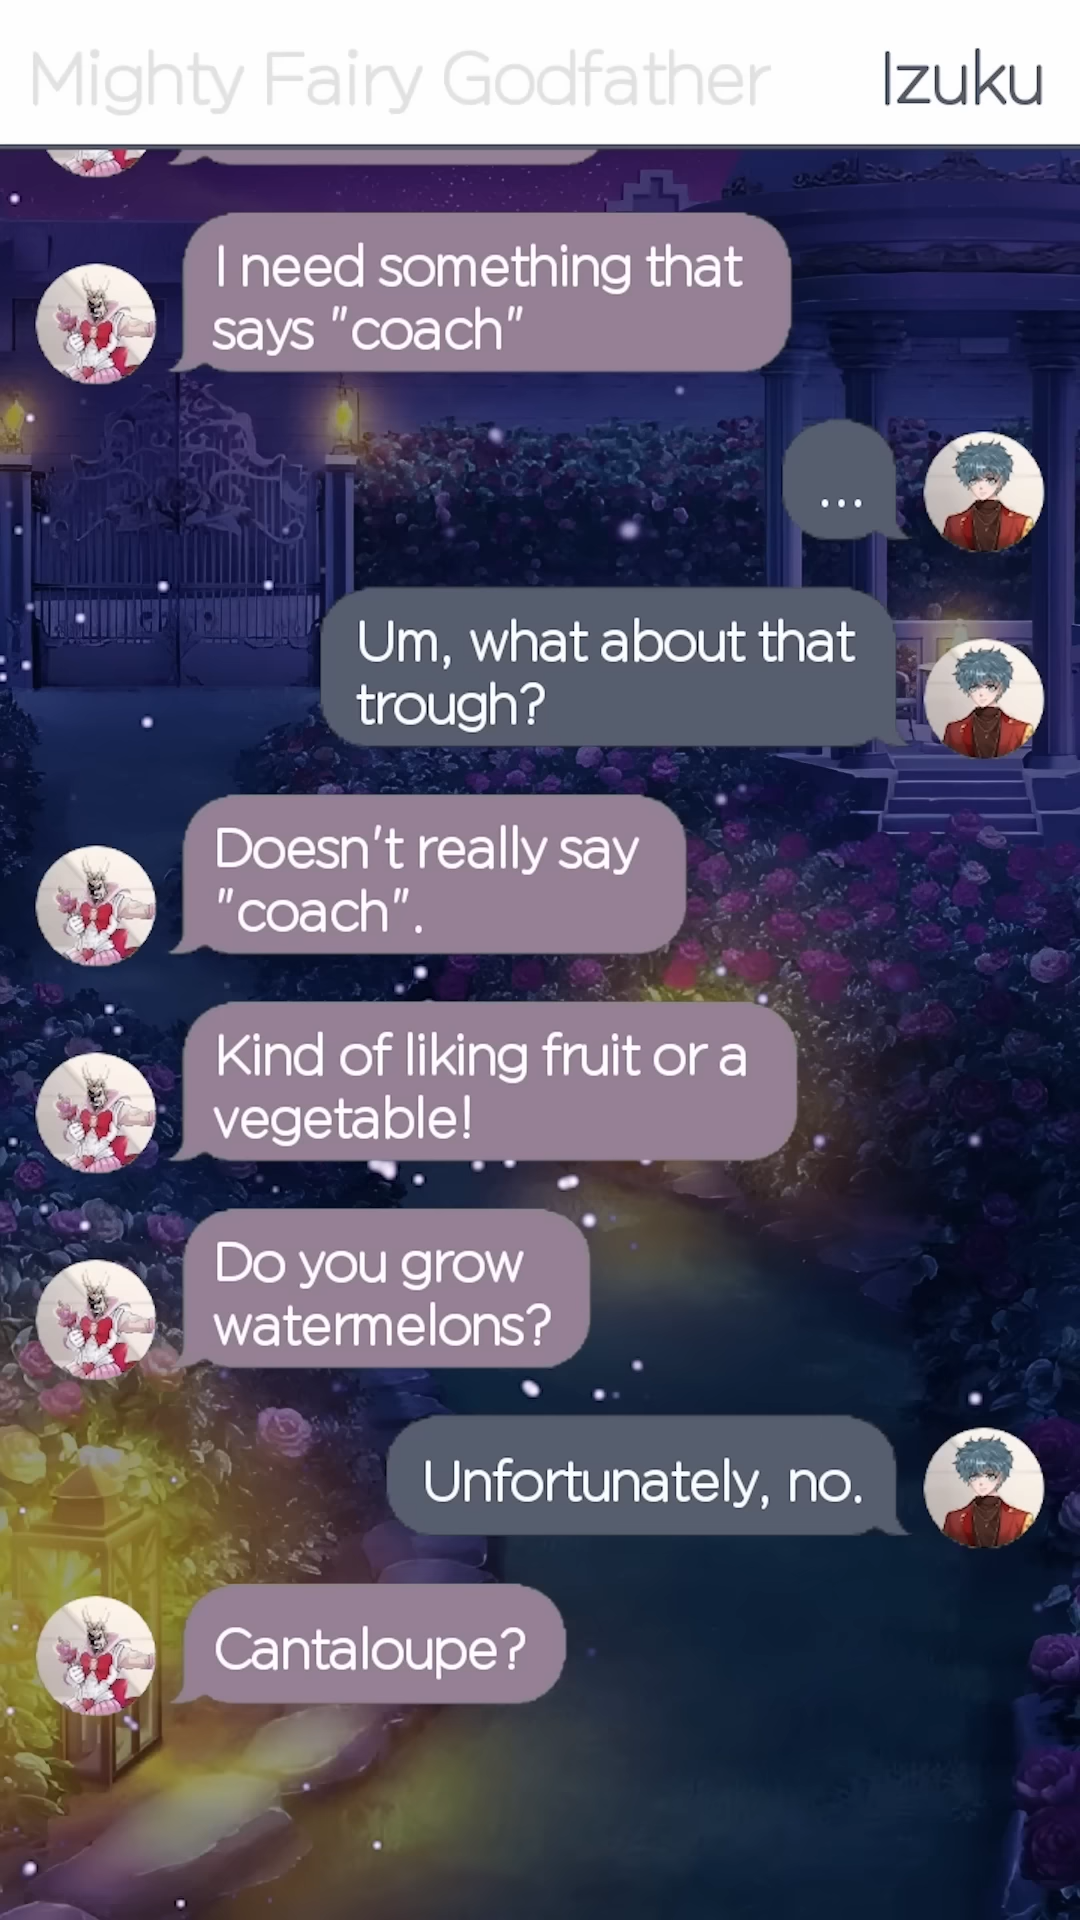 Mighty Fairy Godfather
Izuku
I need something that
says "coach"
...
Um, what about that
trough?
Doesn't really say
"coach".
Kind of liking fruit or a
vegetable!
Do you grow
watermelons?
Unfortunately, no.
Cantaloupe?